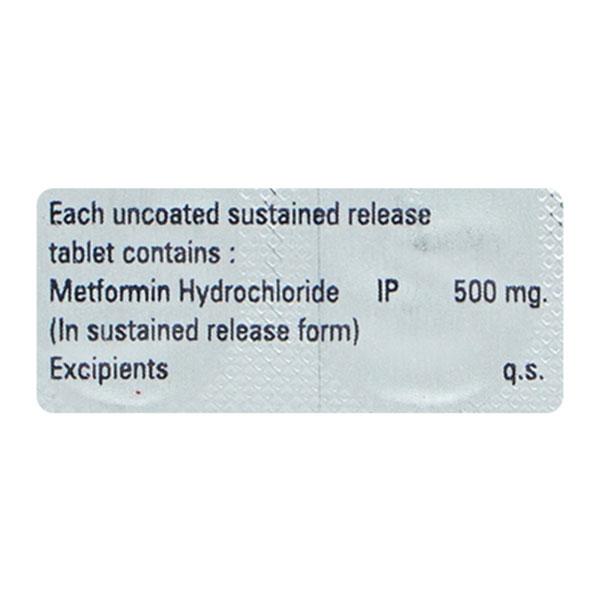 Each uncoated sustained release
tablet contains :
Metformin Hydrochloride IP 500 mg.
(In sustained release form)
Excipients q.s.